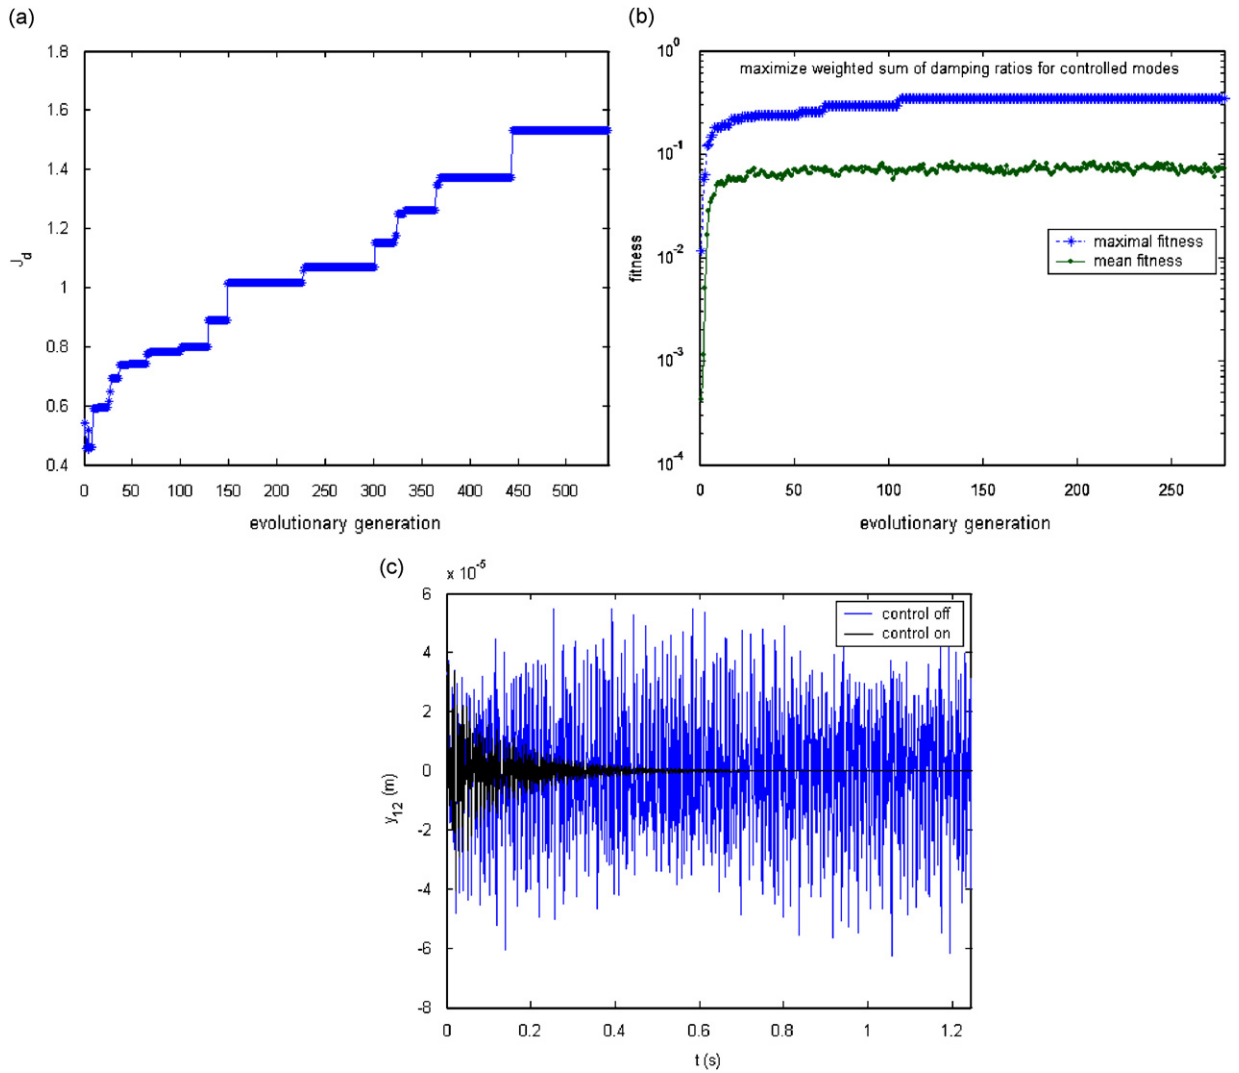 (a)
1.8
1.6
1.4
1.2
1
0.8
0.6
0.4
J_d
0 50 100 150 200 250 300 350 400 450 500
evolutionary generation
(b)
10^0
10^-1
10^-2
10^-3
10^-4
fitness
maximize weighted sum of damping ratios for controlled modes
maximal fitness
mean fitness
0 50 100 150 200 250
evolutionary generation
(c)
x 10^-5
6
4
2
0
-2
-4
-6
-8
y_12 (m)
control off
control on
0 0.2 0.4 0.6 0.8 1 1.2
t (s)